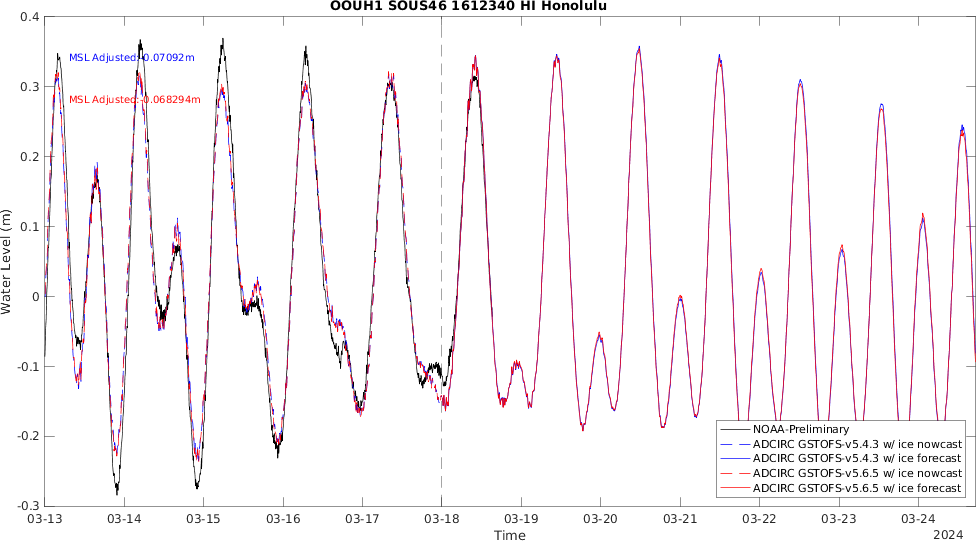 OOUH1 SOUS46 1612340 HI Honolulu
0.4
0.3
0.2
0.1
0
-0.1
-0.2
-0.3
Water Level (m)
MSL Adjusted:-0.07092m
MSL Adjusted:-0.068294m
NOAA-Preliminary
ADCIRC GSTOFS-v5.4.3 w/ ice nowcast
ADCIRC GSTOFS-v5.4.3 w/ ice forecast
ADCIRC GSTOFS-v5.6.5 w/ ice nowcast
ADCIRC GSTOFS-v5.6.5 w/ ice forecast
03-13 03-14 03-15 03-16 03-17 03-18 03-19 03-20 03-21 03-22 03-23 03-24
Time
2024